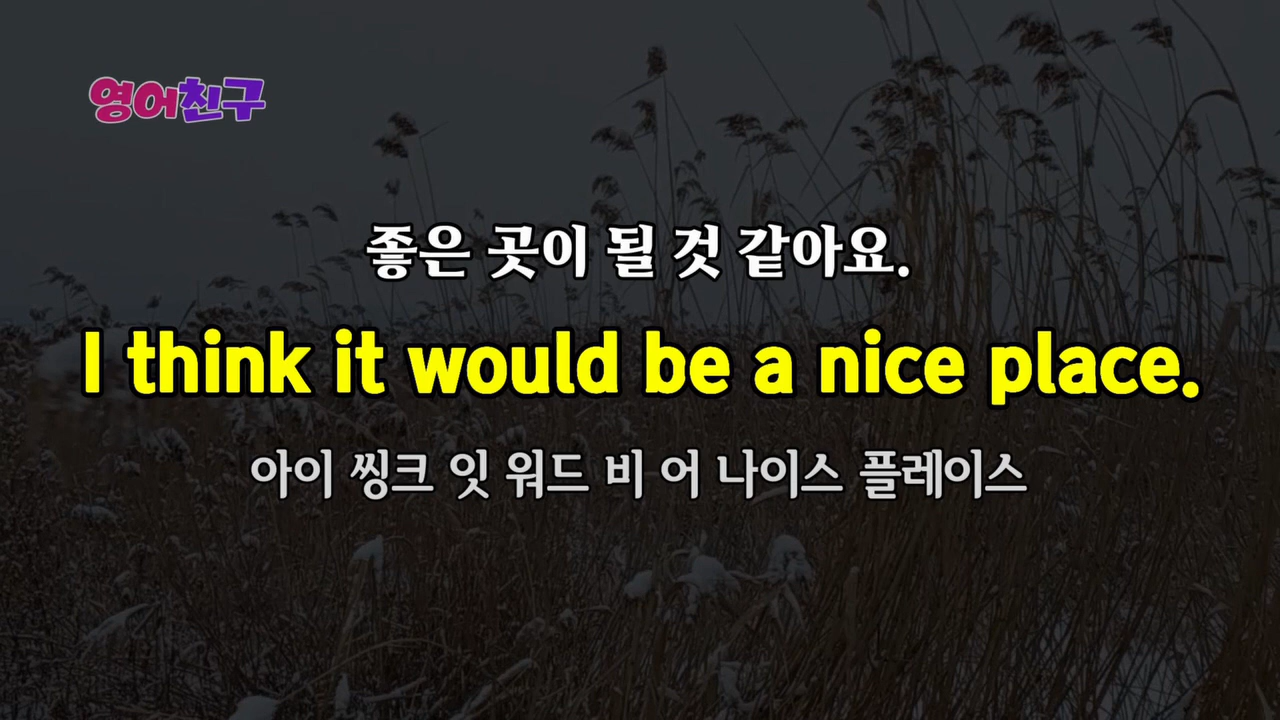 영어친구
좋은 곳이 될 것 같아요.
I think it would be a nice place.
아이 씽크 잇 워드 비 어 나이스 플레이스